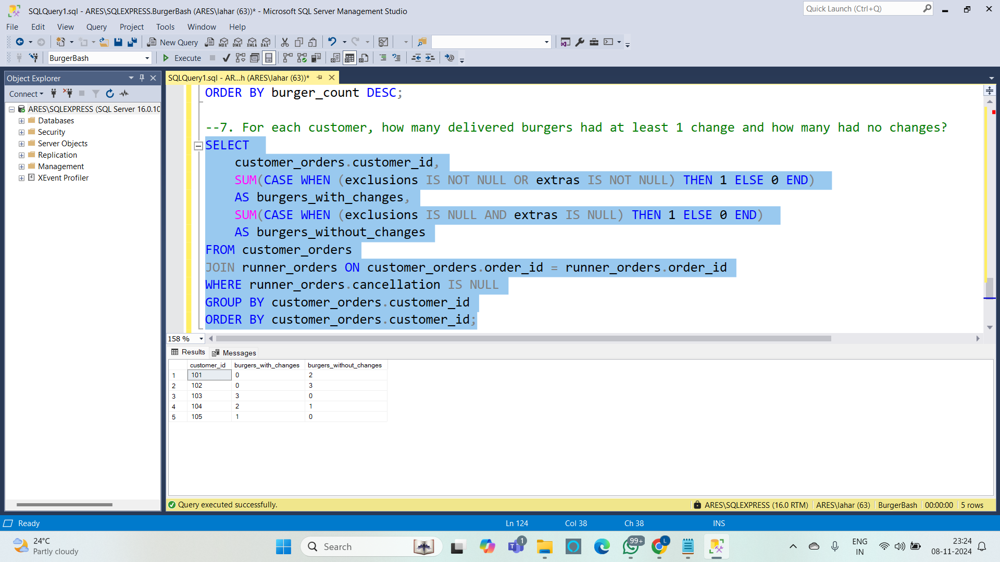 SQLQuery1.sql - ARES\SQLEXPRESS.BurgerBash (ARES\lahar (63))* - Microsoft SQL Server Management Studio
Quick Launch (Ctrl+Q)
File Edit View Query Project Tools Window Help
New Query MDX DMX XMLA DAX
BurgerBash Execute
Object Explorer
Connect
ARES\SQLEXPRESS (SQL Server 16.0.10
Databases
Security
Server Objects
Replication
Management
XEvent Profiler
SQLQuery1.sql - AR...h (ARES\lahar (63))*
ORDER BY burger_count DESC;
--7. For each customer, how many delivered burgers had at least 1 change and how many had no changes?
SELECT
customer_orders.customer_id,
SUM(CASE WHEN (exclusions IS NOT NULL OR extras IS NOT NULL) THEN 1 ELSE 0 END)
AS burgers_with_changes,
SUM(CASE WHEN (exclusions IS NULL AND extras IS NULL) THEN 1 ELSE 0 END)
AS burgers_without_changes
FROM customer_orders
JOIN runner_orders ON customer_orders.order_id = runner_orders.order_id
WHERE runner_orders.cancellation IS NULL
GROUP BY customer_orders.customer_id
ORDER BY customer_orders.customer_id;
158 %
Results Messages
customer_id burgers_with_changes burgers_without_changes
1 101 0 2
2 102 0 3
3 103 3 0
4 104 2 1
5 105 1 0
Query executed successfully.
ARES\SQLEXPRESS (16.0 RTM) ARES\lahar (63) BurgerBash 00:00:00 5 rows
Ready Ln 124 Col 38 Ch 38 INS
24°C
Partly cloudy
Search
1
99+
L
ENG
IN
23:24
08-11-2024